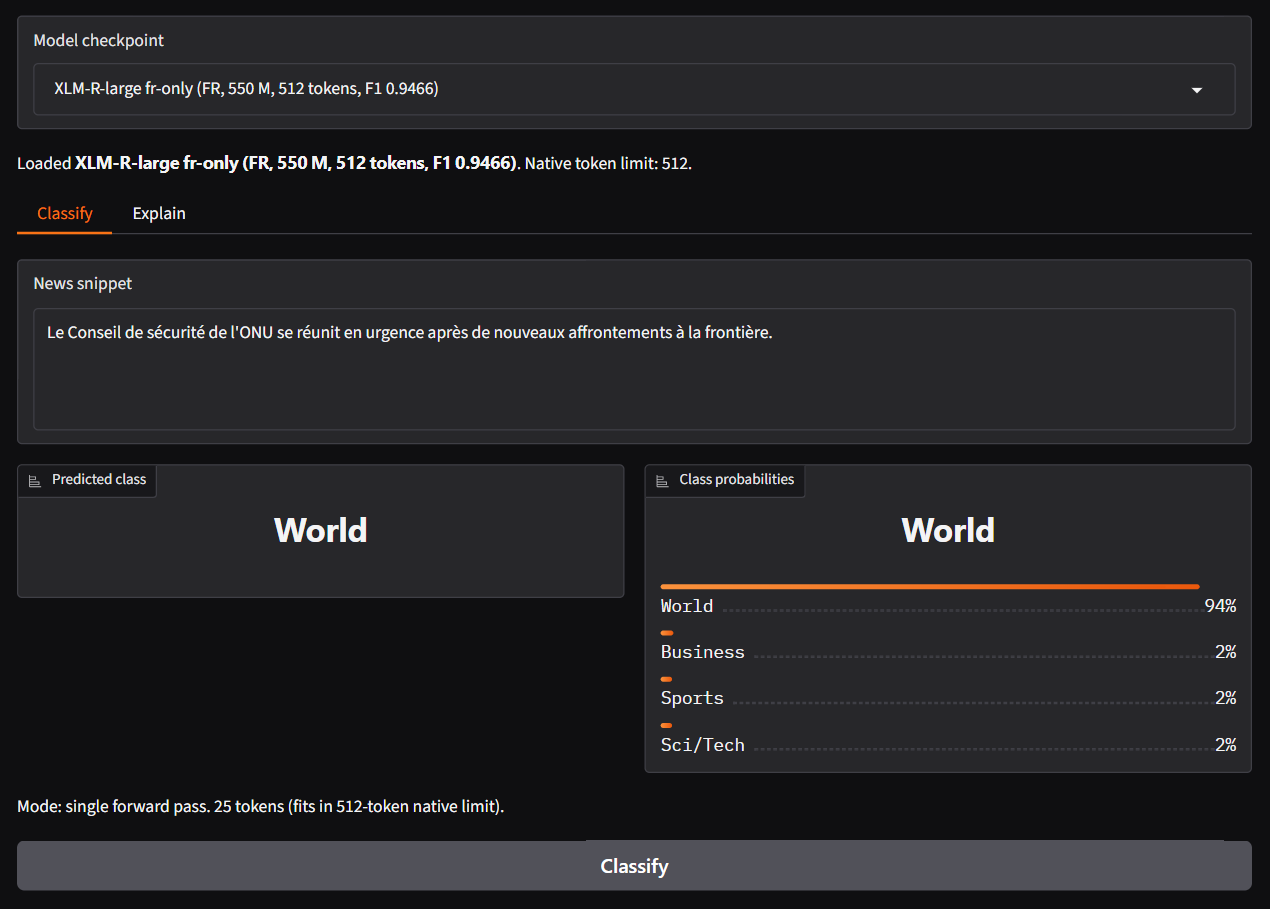 Model checkpoint
XLM-R-large fr-only (FR, 550 M, 512 tokens, F1 0.9466)
Loaded XLM-R-large fr-only (FR, 550 M, 512 tokens, F1 0.9466). Native token limit: 512.
Classify Explain
News snippet
Le Conseil de sécurité de l'ONU se réunit en urgence après de nouveaux affrontements à la frontière.
Predicted class
World
Class probabilities
World
World 94%
Business 2%
Sports 2%
Sci/Tech 2%
Mode: single forward pass. 25 tokens (fits in 512-token native limit).
Classify